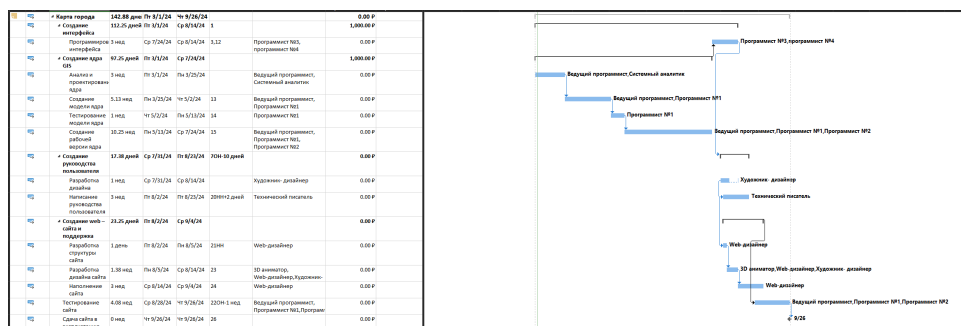 Карта города 142.88 дней Пт 3/1/24 Чт 9/26/24 0.00 ₽
Создание интерфейса 112.25 дней Пт 3/1/24 Ср 8/14/24 1 1,000.00 ₽
Программиров интерфейса 3 нед Ср 7/24/24 Ср 8/14/24 3,12 Программист №3, программист №4 0.00 ₽ Программист №3,программист №4
Создание ядра GIS 97.25 дней Пт 3/1/24 Ср 7/24/24 1,000.00 ₽
Анализ и проектирован ядра 3 нед Пт 3/1/24 Пн 3/25/24 Ведущий программист, Системный аналитик 0.00 ₽ Ведущий программист,Системный аналитик
Создание модели ядра 5.13 нед Пн 3/25/24 Чт 5/2/24 13 Ведущий программист, Программист №1 0.00 ₽ Ведущий программист,Программист №1
Тестирование модели ядра 1 нед Чт 5/2/24 Пн 5/13/24 14 Программист №1 0.00 ₽ Программист №1
Создание рабочей версии ядра 10.25 нед Пн 5/13/24 Ср 7/24/24 15 Ведущий программист, Программист №1, Программист №2 0.00 ₽ Ведущий программист,Программист №1,Программист №2
Создание руководства пользователя 17.38 дней Ср 7/31/24 Пт 8/23/24 7ОН-10 дней 0.00 ₽
Разработка дизайна 1 нед Ср 7/31/24 Ср 8/14/24 Художник- дизайнер 0.00 ₽ Художник- дизайнер
Написание руководства пользователя 3 нед Пт 8/2/24 Пт 8/23/24 20НН+2 дней Технический писатель 0.00 ₽ Технический писатель
Создание web – сайта и поддержка 23.25 дней Пт 8/2/24 Ср 9/4/24 0.00 ₽
Разработка структуры сайта 1 день Пт 8/2/24 Пн 8/5/24 21НН Web-дизайнер 0.00 ₽ Web-дизайнер
Разработка дизайна сайта 1.38 нед Пн 8/5/24 Ср 8/14/24 23 3D аниматор, Web-дизайнер,Художник- 0.00 ₽ 3D аниматор,Web-дизайнер,Художник- дизайнер
Наполнение сайта 3 нед Ср 8/14/24 Ср 9/4/24 24 Web-дизайнер 0.00 ₽ Web-дизайнер
Тестирование сайта 4.08 нед Ср 8/28/24 Чт 9/26/24 22ОН-1 нед Ведущий программист, Программист №1,Програм 0.00 ₽ Ведущий программист,Программист №1,Программист №2
Сдача сайта в 0 нед Чт 9/26/24 Чт 9/26/24 26 0.00 ₽ 9/26